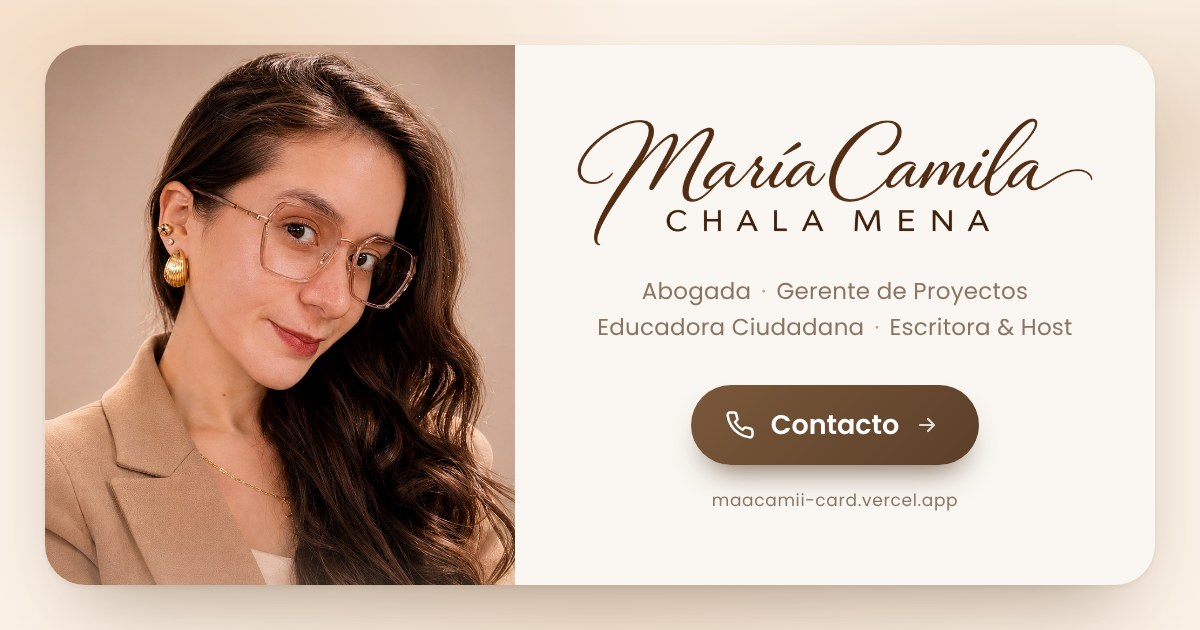 María Camila
CHALA MENA
Abogada · Gerente de Proyectos
Educadora Ciudadana · Escritora & Host
Contacto →
maacamii-card.vercel.app